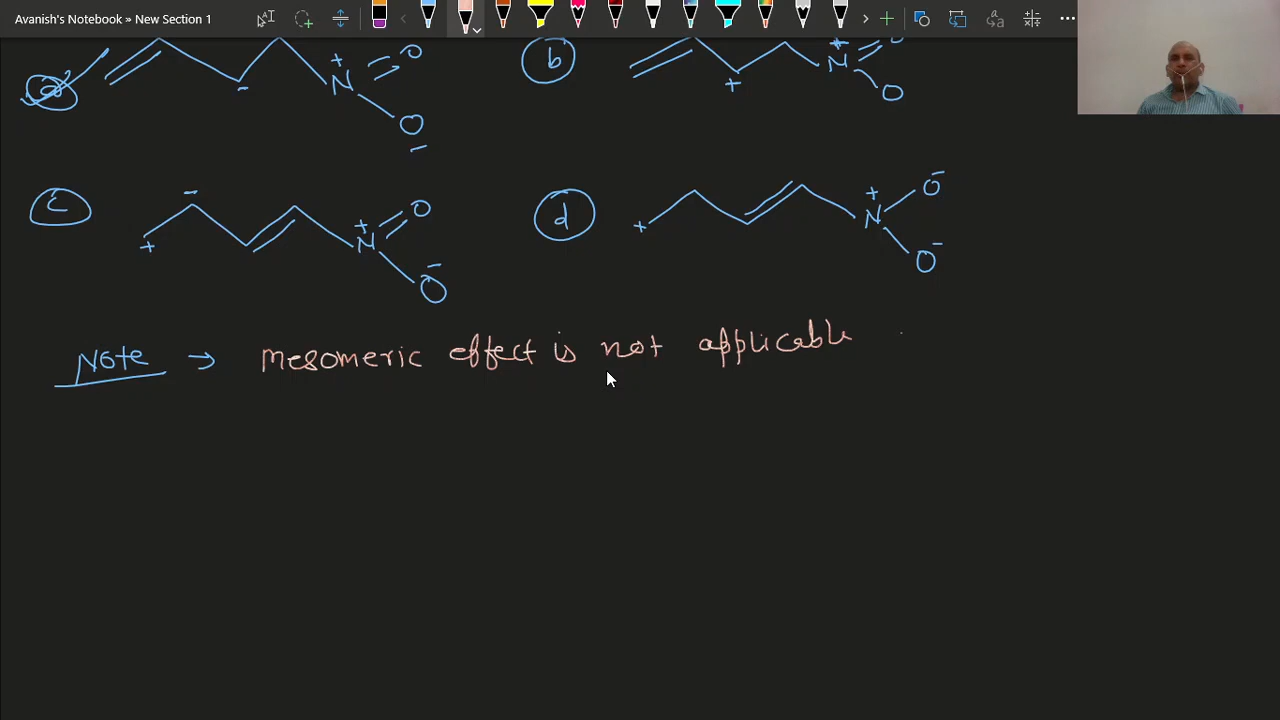 Avanish's Notebook » New Section 1
a
+
N
O
-
O
-
b
+
+
N
O
c
-
+
+
N
O
O
-
d
+
+
N
O
-
O
-
Note → Mesomeric effect is not applicable